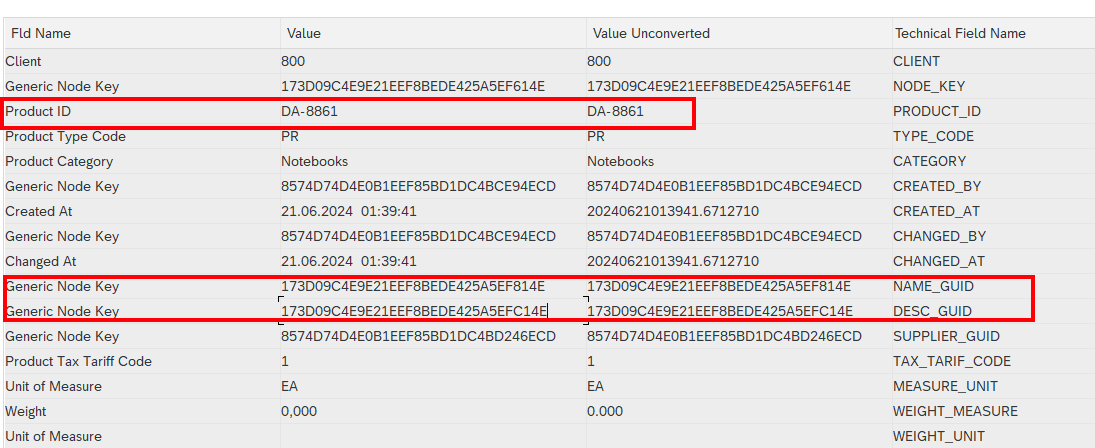 Fld Name Value Value Unconverted Technical Field Name
Client 800 800 CLIENT
Generic Node Key 173D09C4E9E21EEF8BEDE425A5EF614E 173D09C4E9E21EEF8BEDE425A5EF614E NODE_KEY
Product ID DA-8861 DA-8861 PRODUCT_ID
Product Type Code PR PR TYPE_CODE
Product Category Notebooks Notebooks CATEGORY
Generic Node Key 8574D74D4E0B1EEF85BD1DC4BCE94ECD 8574D74D4E0B1EEF85BD1DC4BCE94ECD CREATED_BY
Created At 21.06.2024 01:39:41 20240621013941.6712710 CREATED_AT
Generic Node Key 8574D74D4E0B1EEF85BD1DC4BCE94ECD 8574D74D4E0B1EEF85BD1DC4BCE94ECD CHANGED_BY
Changed At 21.06.2024 01:39:41 20240621013941.6712710 CHANGED_AT
Generic Node Key 173D09C4E9E21EEF8BEDE425A5EF814E 173D09C4E9E21EEF8BEDE425A5EF814E NAME_GUID
Generic Node Key 173D09C4E9E21EEF8BEDE425A5EFC14E 173D09C4E9E21EEF8BEDE425A5EFC14E DESC_GUID
Generic Node Key 8574D74D4E0B1EEF85BD1DC4BD246ECD 8574D74D4E0B1EEF85BD1DC4BD246ECD SUPPLIER_GUID
Product Tax Tariff Code 1 1 TAX_TARIF_CODE
Unit of Measure EA EA MEASURE_UNIT
Weight 0,000 0.000 WEIGHT_MEASURE
Unit of Measure WEIGHT_UNIT